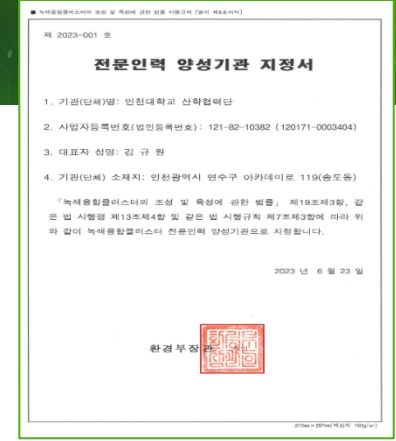 ■ 녹색융합클러스터의 조성 및 육성에 관한 법률 시행규칙 [별지 제8호서식]
제 2023-001 호
전문인력 양성기관 지정서
1. 기관(단체)명: 인천대학교 산학협력단
2. 사업자등록번호(법인등록번호): 121-82-10382 (120171-0003404)
3. 대표자 성명: 김 규 원
4. 기관(단체) 소재지: 인천광역시 연수구 아카데미로 119(송도동)
「녹색융합클러스터의 조성 및 육성에 관한 법률」 제19조제3항, 같
은 법 시행령 제13조제4항 및 같은 법 시행규칙 제7조제3항에 따라 위
와 같이 녹색융합클러스터 전문인력 양성기관으로 지정합니다.
2023 년 6 월 23 일
환경부장관
210㎜×297㎜[백상지 150g/㎡]